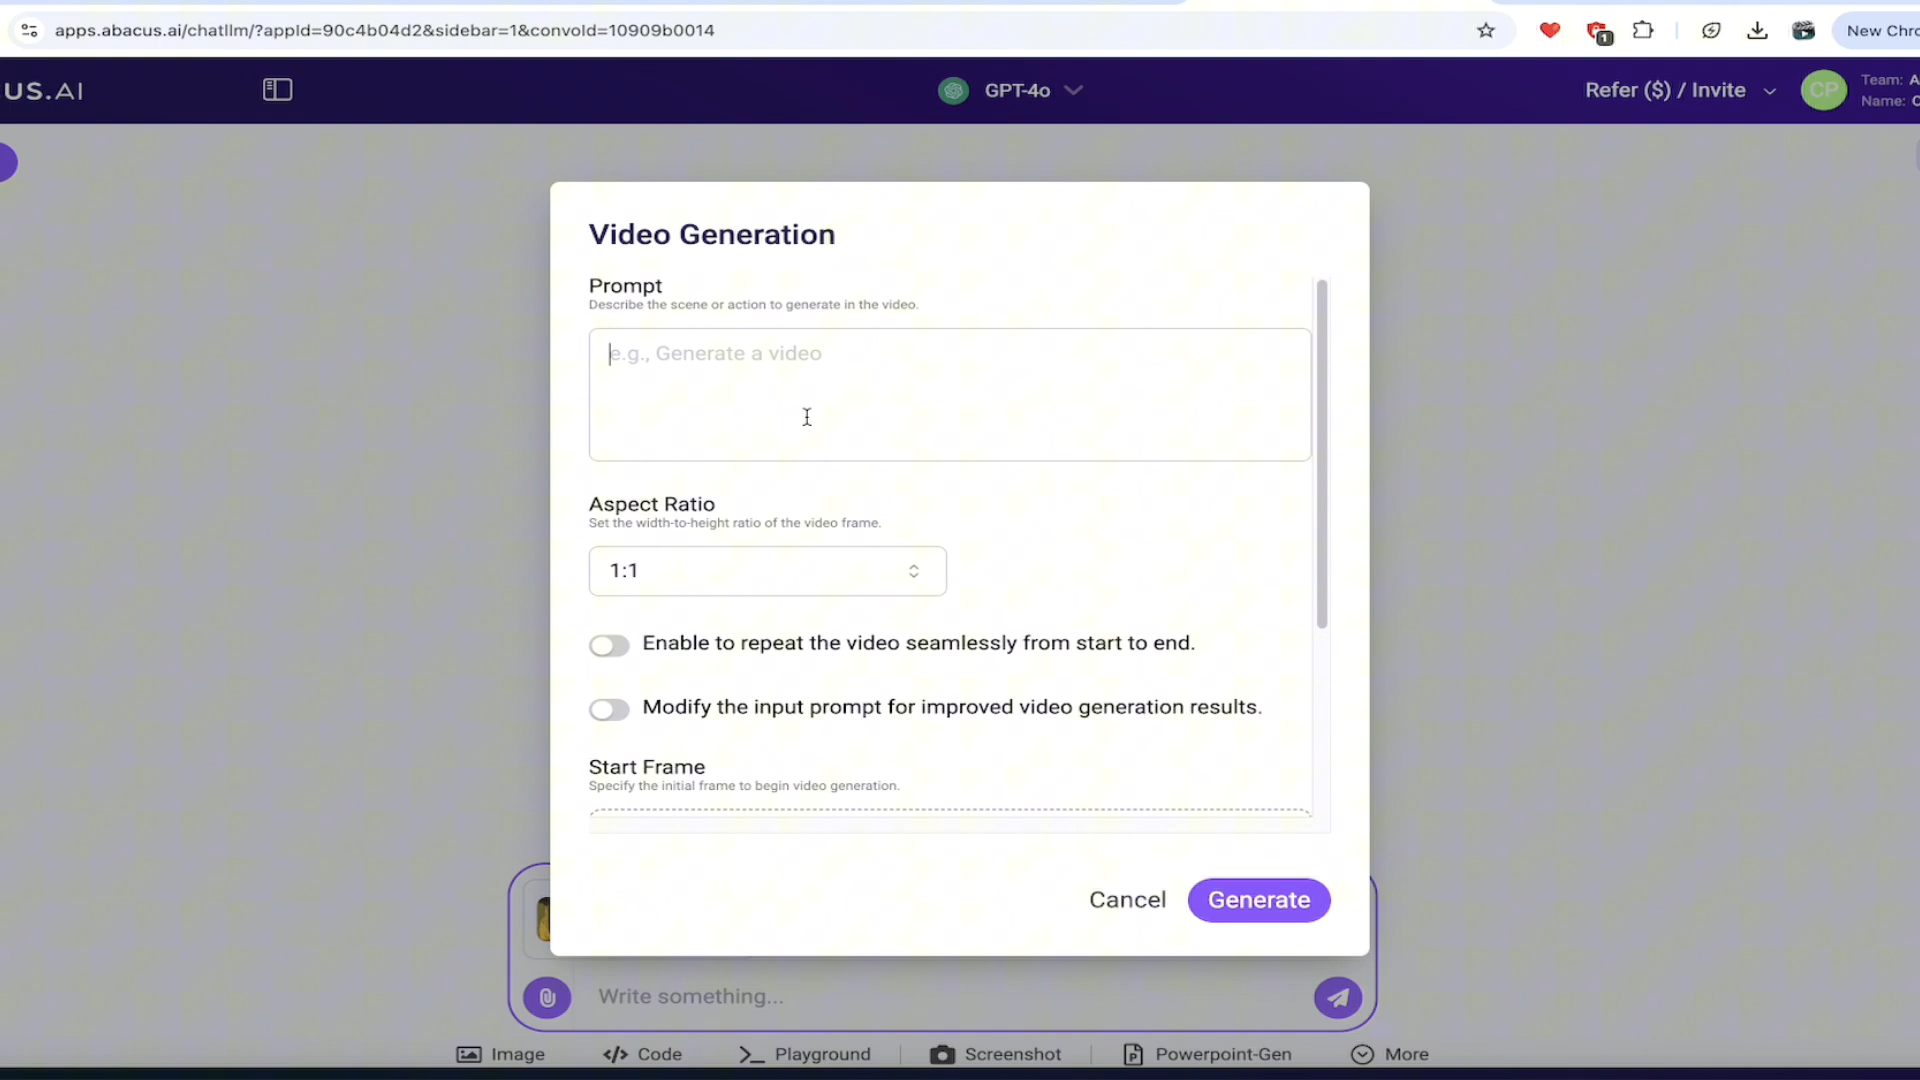 apps.abacus.ai/chatllm/?appId=90c4b04d2&sidebar=1&convoId=10909b0014
1
New Chro
US.AI
GPT-4o
Refer ($) / Invite
CP
Team: A
Name: C
Video Generation
Prompt
Describe the scene or action to generate in the video.
e.g., Generate a video
Aspect Ratio
Set the width-to-height ratio of the video frame.
1:1
Enable to repeat the video seamlessly from start to end.
Modify the input prompt for improved video generation results.
Start Frame
Specify the initial frame to begin video generation.
Cancel
Generate
Write something...
Image
Code
Playground
Screenshot
Powerpoint-Gen
More